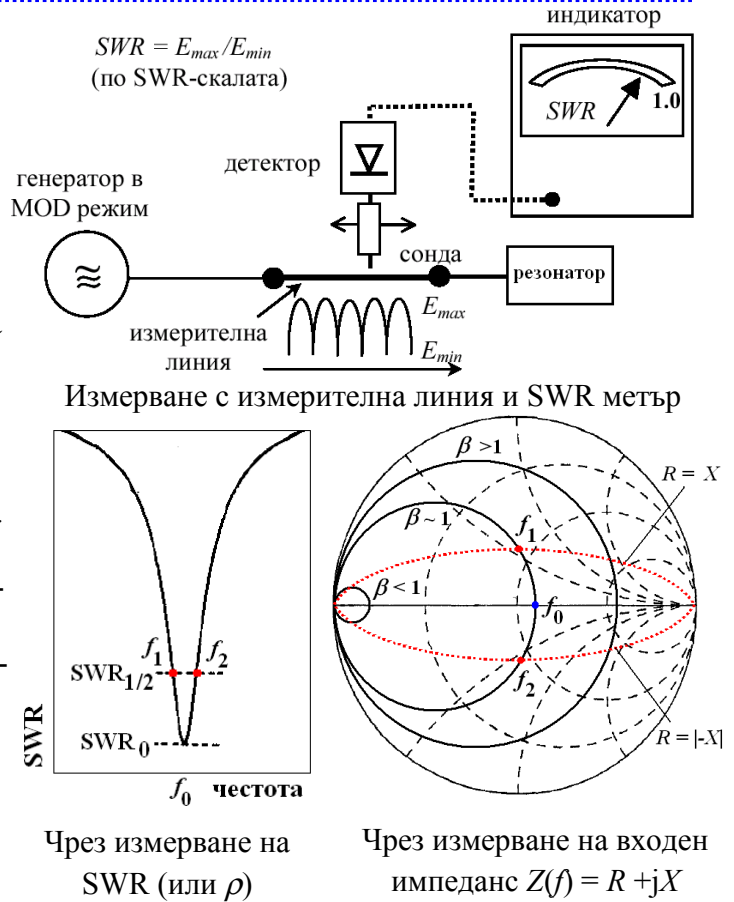 индикатор
SWR = Emax/Emin
(по SWR-скалата)
SWR
1.0
детектор
генератор в
MOD режим
≋
сонда
резонатор
измерителна
линия
Emax
Emin
Измерване с измерителна линия и SWR метър
SWR
f1 f2
SWR1/2
SWR0
f0 честота
β >1
β ~ 1
β < 1
R = X
f1
f0
f2
R = |-X|
Чрез измерване на
SWR (или ρ)
Чрез измерване на входен
импеданс Z(f) = R +jX